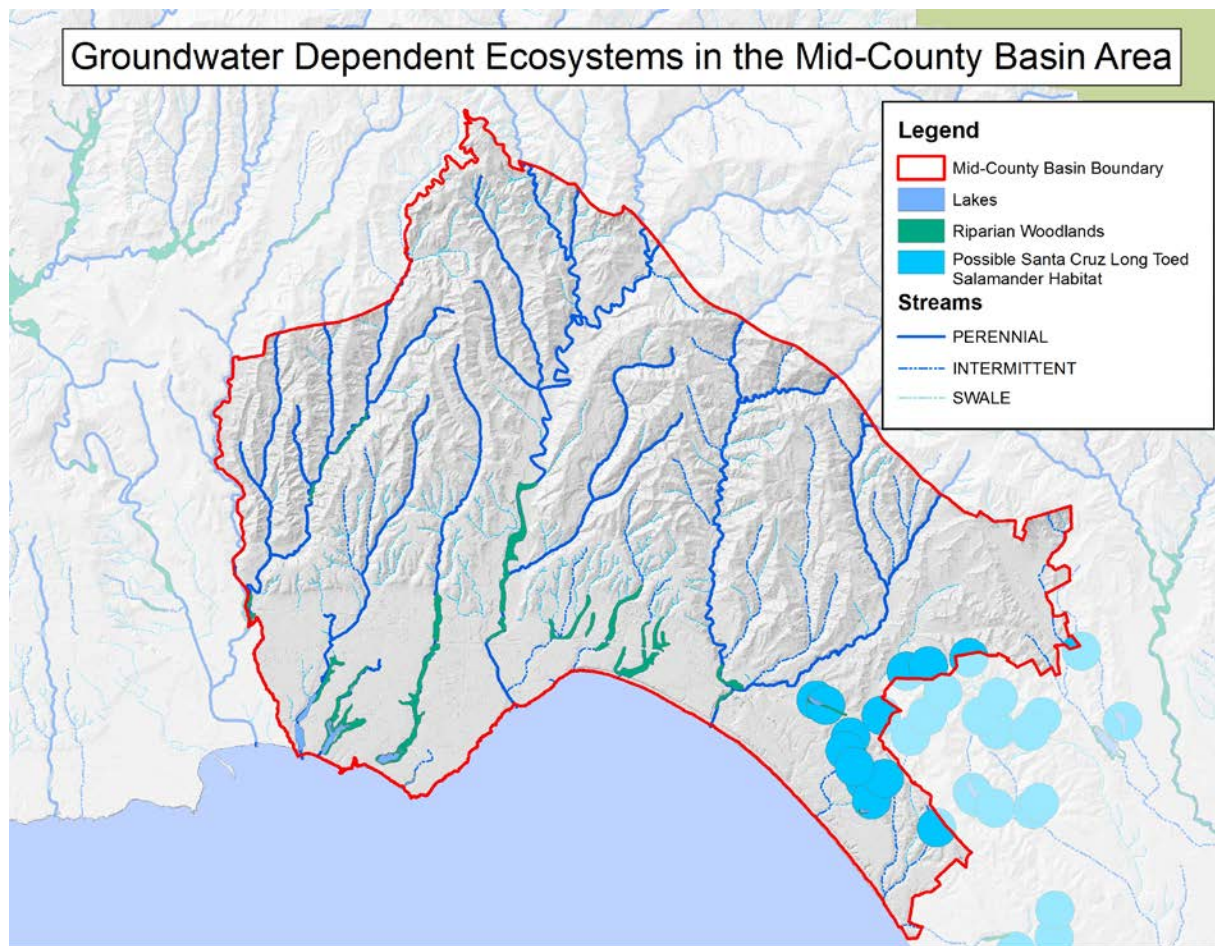 Groundwater Dependent Ecosystems in the Mid-County Basin Area
Legend
Mid-County Basin Boundary
Lakes
Riparian Woodlands
Possible Santa Cruz Long Toed
Salamander Habitat
Streams
PERENNIAL
INTERMITTENT
SWALE